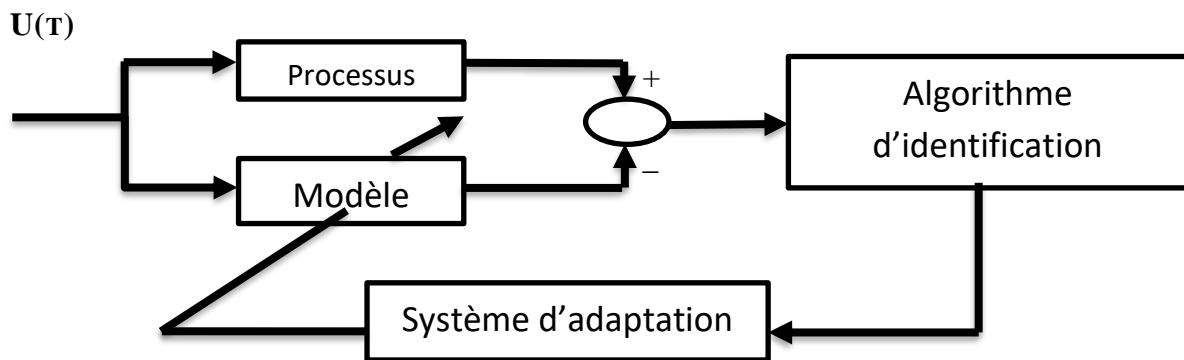 U(T)
Processus
+
Algorithme
d'identification
Modèle
−
Système d'adaptation